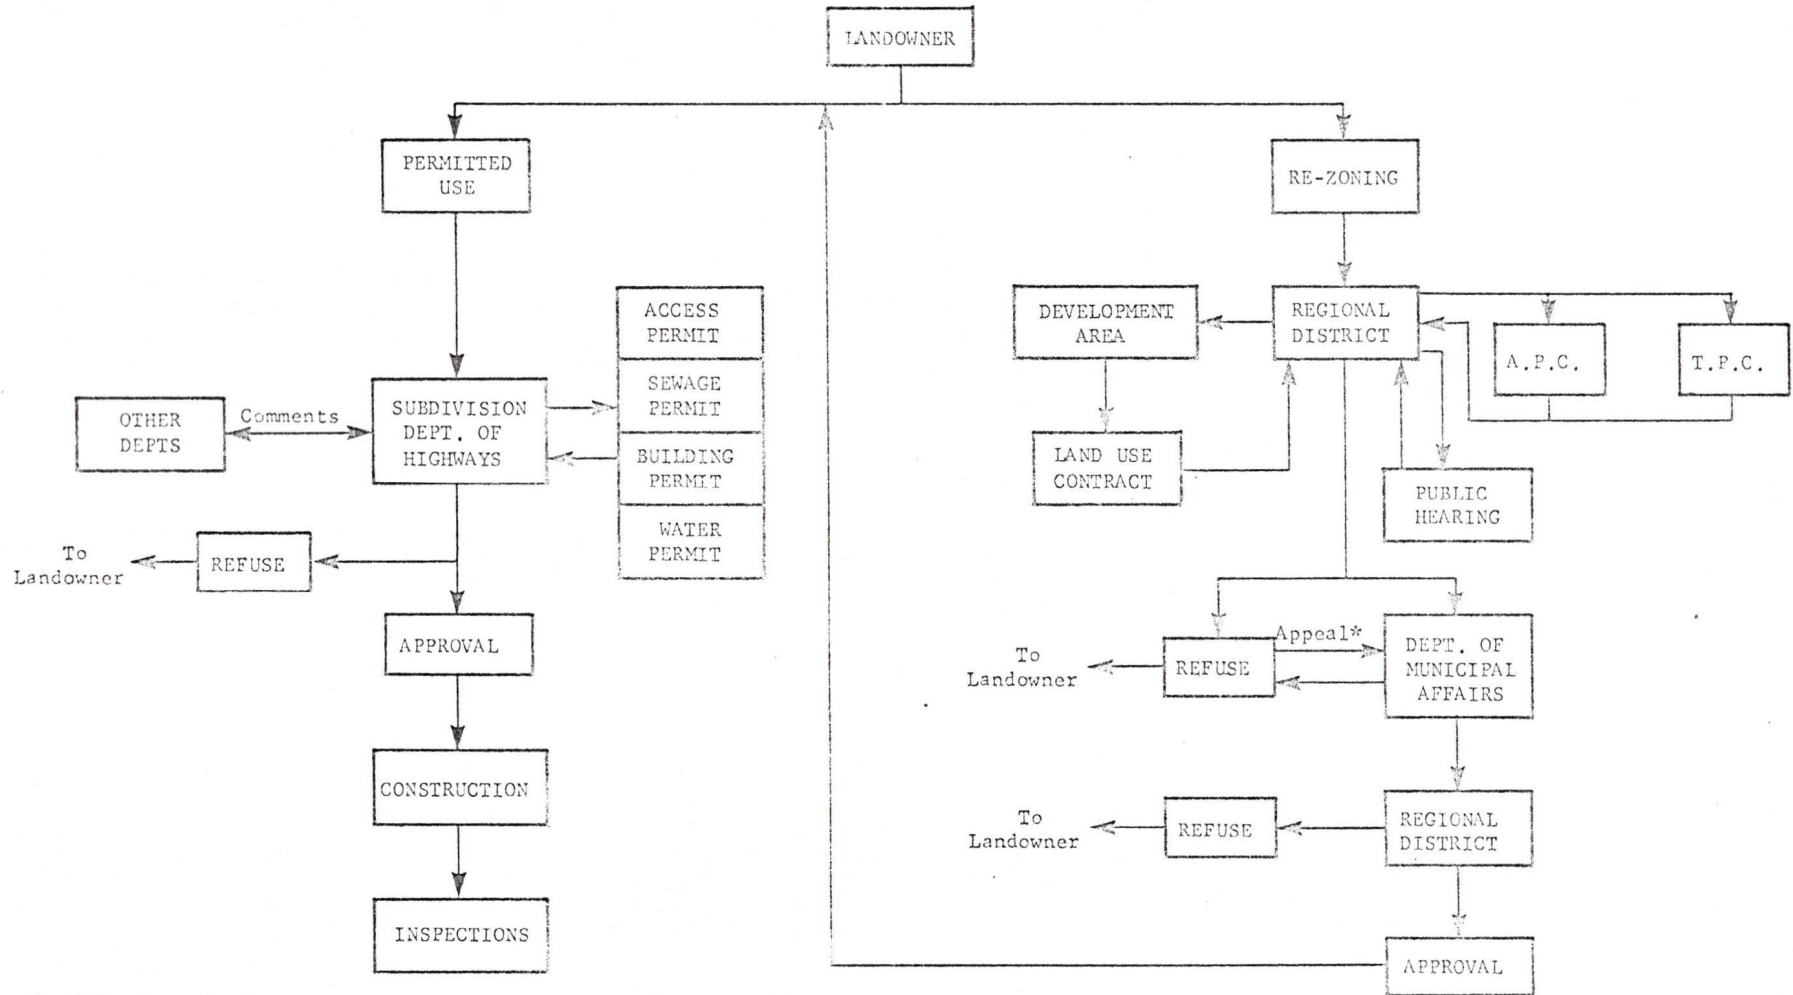 LANDOWNER
PERMITTED
USE
RE-ZONING
ACCESS
PERMIT
SEWAGE
PERMIT
BUILDING
PERMIT
WATER
PERMIT
OTHER
DEPTS
Comments
SUBDIVISION
DEPT. OF
HIGHWAYS
To
Landowner
REFUSE
APPROVAL
CONSTRUCTION
INSPECTIONS
DEVELOPMENT
AREA
REGIONAL
DISTRICT
A.P.C.
T.P.C.
LAND USE
CONTRACT
PUBLIC
HEARING
To
Landowner
REFUSE
Appeal*
DEPT. OF
MUNICIPAL
AFFAIRS
To
Landowner
REFUSE
REGIONAL
DISTRICT
APPROVAL